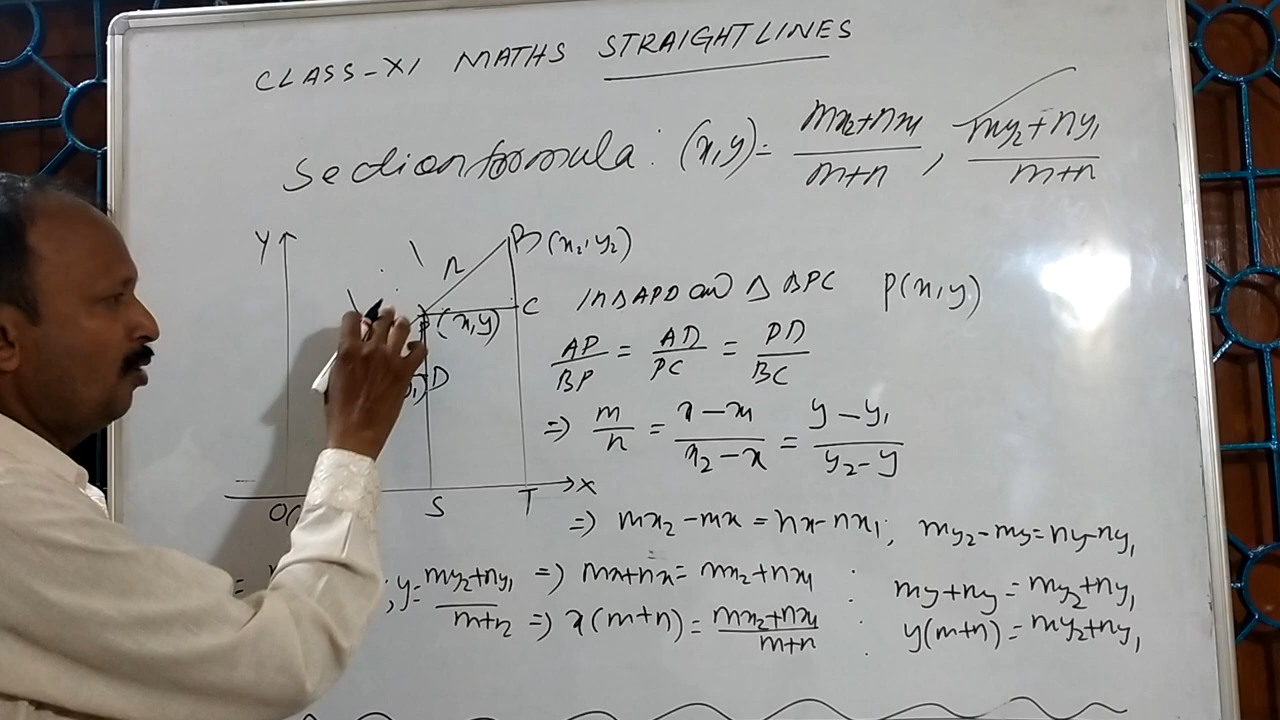 CLASS-XI MATHS STRAIGHTLINES
Section formula: (x,y)= mx2+nx1/m+n , my2+ny1/m+n
Y
B(x2,y2)
n
C
P(x,y)
D
In ΔAPD and Δ BPC P(x,y)
AP/BP = AD/PC = PD/BC
=> m/n = x-x1/x2-x = y-y1/y2-y
O S T X
=> mx2-mx=nx-nx1; my2-my=ny-ny1
; y= my2+ny1/m+n => mx+nx= mx2+nx1 : my+ny=my2+ny1
=> x(m+n)= mx2+nx1/m+n : y(m+n)=my2+ny1